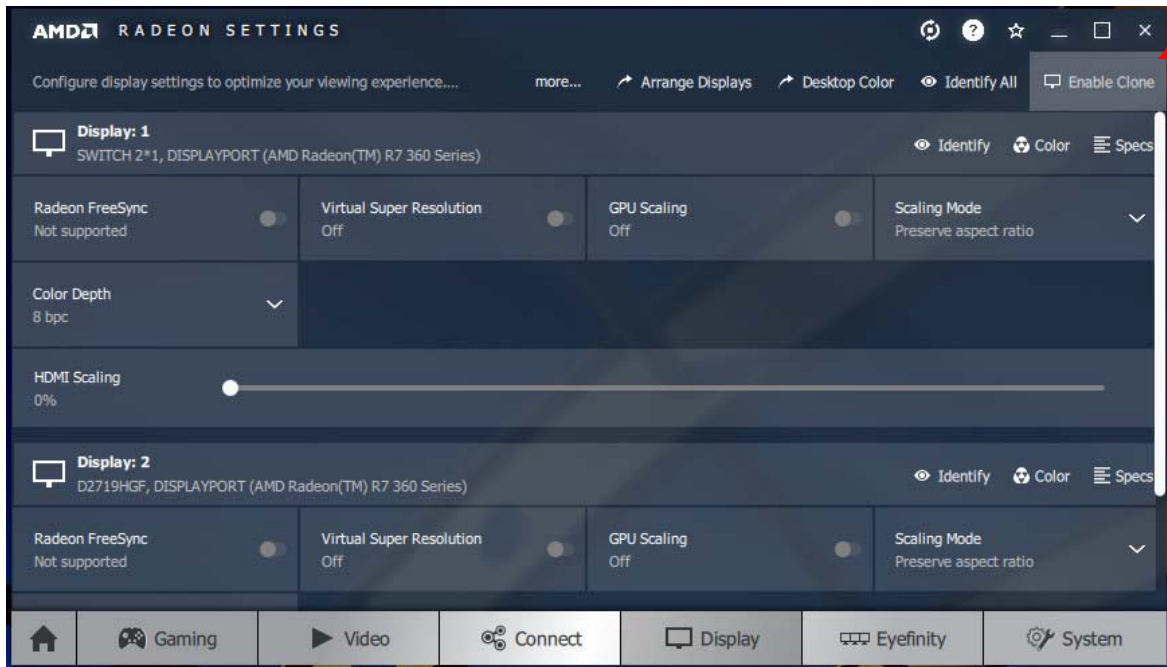 AMD RADEON SETTINGS
Configure display settings to optimize your viewing experience.... more... Arrange Displays Desktop Color Identify All Enable Clone
Display: 1
SWITCH 2*1, DISPLAYPORT (AMD Radeon(TM) R7 360 Series)
Identify Color Specs
Radeon FreeSync
Not supported
Virtual Super Resolution
Off
GPU Scaling
Off
Scaling Mode
Preserve aspect ratio
Color Depth
8 bpc
HDMI Scaling
0%
Display: 2
D2719HGF, DISPLAYPORT (AMD Radeon(TM) R7 360 Series)
Identify Color Specs
Radeon FreeSync
Not supported
Virtual Super Resolution
Off
GPU Scaling
Off
Scaling Mode
Preserve aspect ratio
Gaming Video Connect Display Eyefinity System